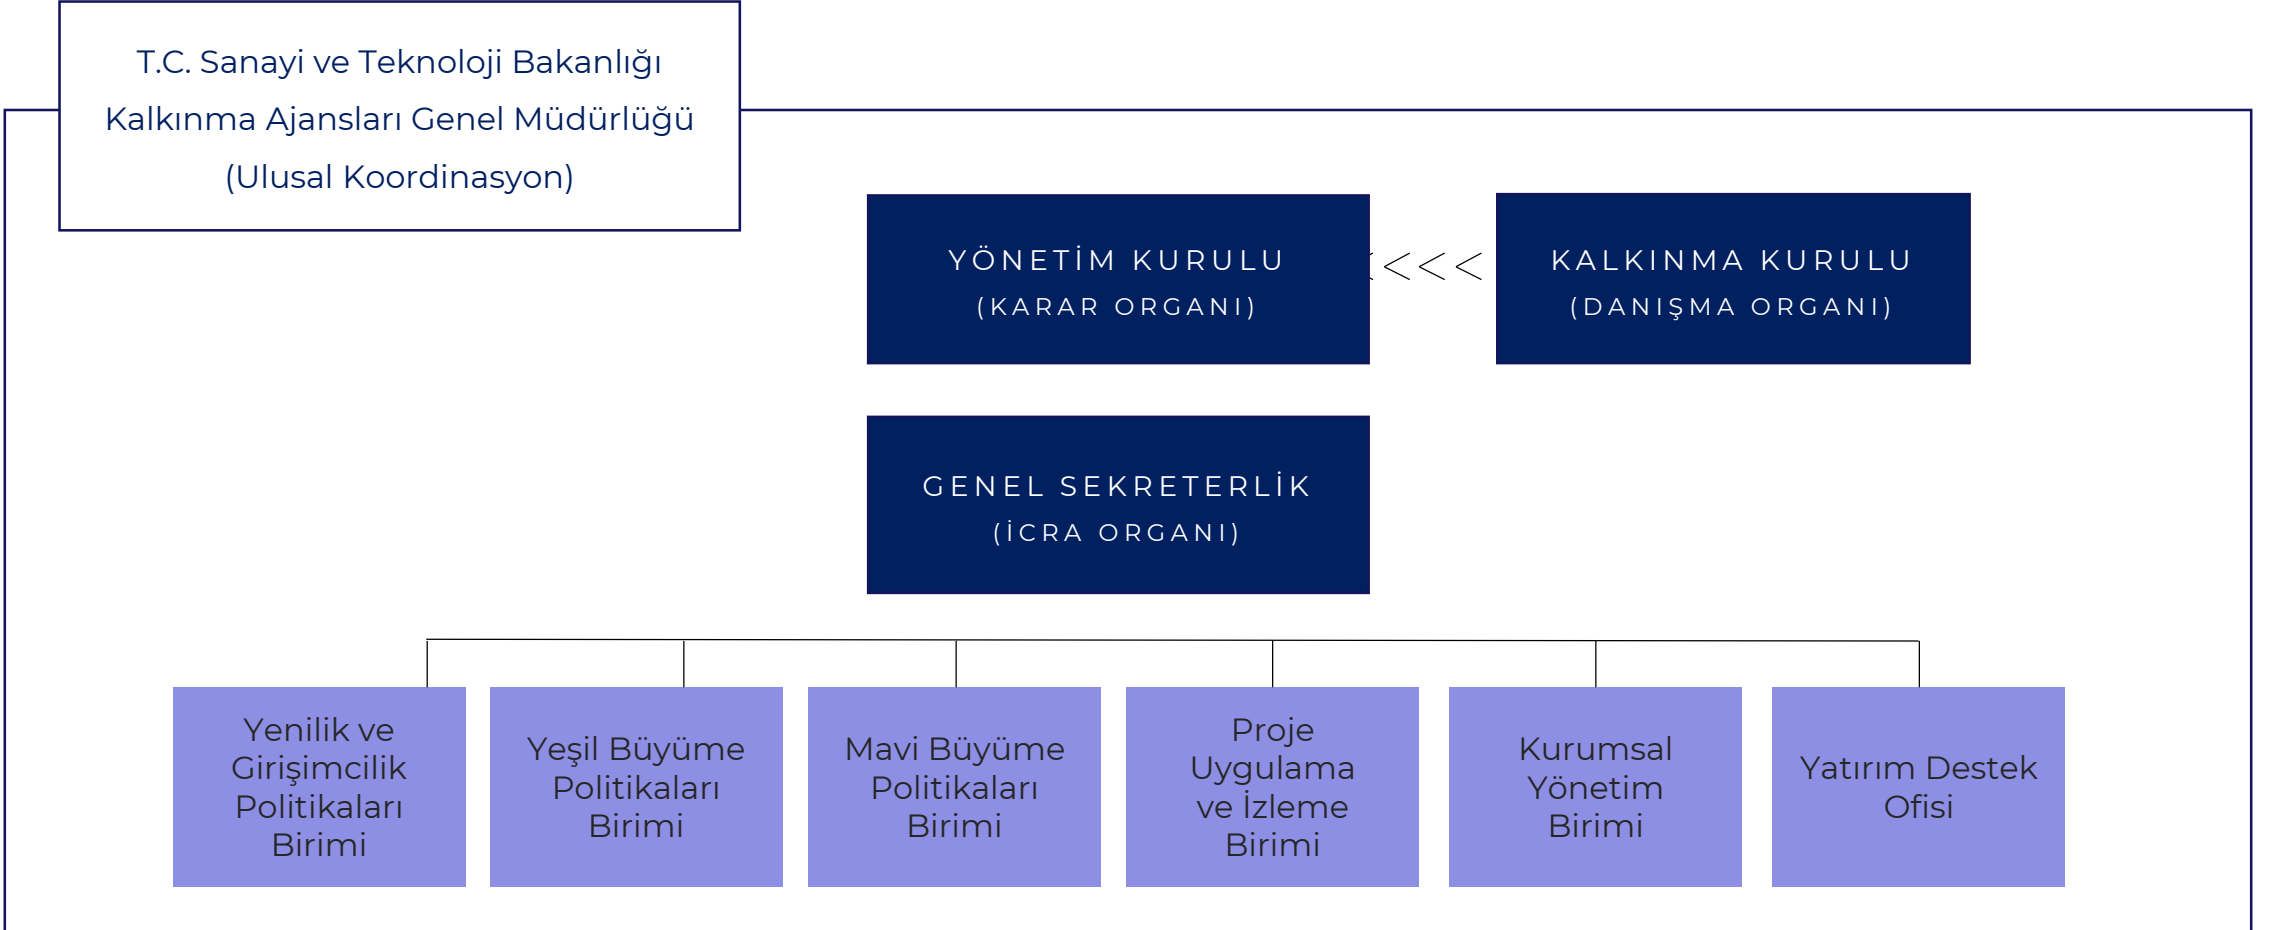 T.C. Sanayi ve Teknoloji Bakanlığı
Kalkınma Ajansları Genel Müdürlüğü
(Ulusal Koordinasyon)
YÖNETİM KURULU
(KARAR ORGANI)
<<<
KALKINMA KURULU
(DANIŞMA ORGANI)
GENEL SEKRETERLİK
(İCRA ORGANI)
Yenilik ve
Girişimcilik
Politikaları
Birimi
Yeşil Büyüme
Politikaları
Birimi
Mavi Büyüme
Politikaları
Birimi
Proje
Uygulama
ve İzleme
Birimi
Kurumsal
Yönetim
Birimi
Yatırım Destek
Ofisi